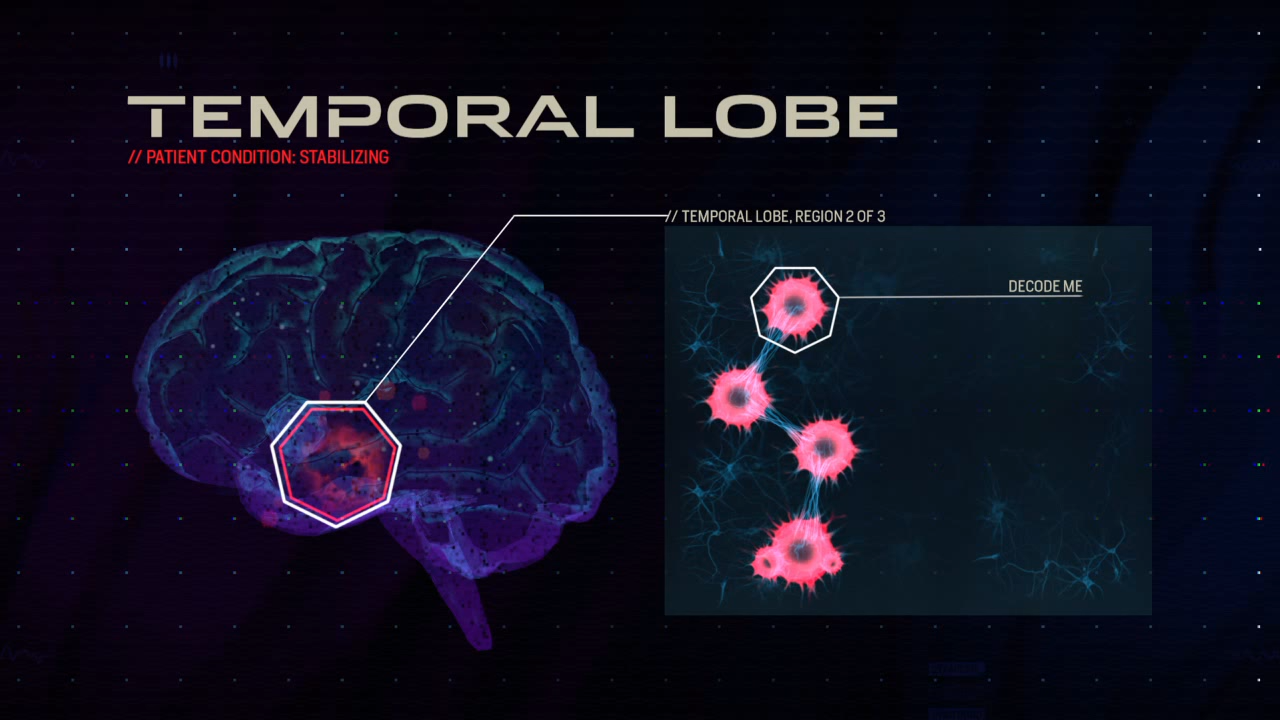 TEMPORAL LOBE
// PATIENT CONDITION: STABILIZING
// TEMPORAL LOBE, REGION 2 OF 3
DECODE ME